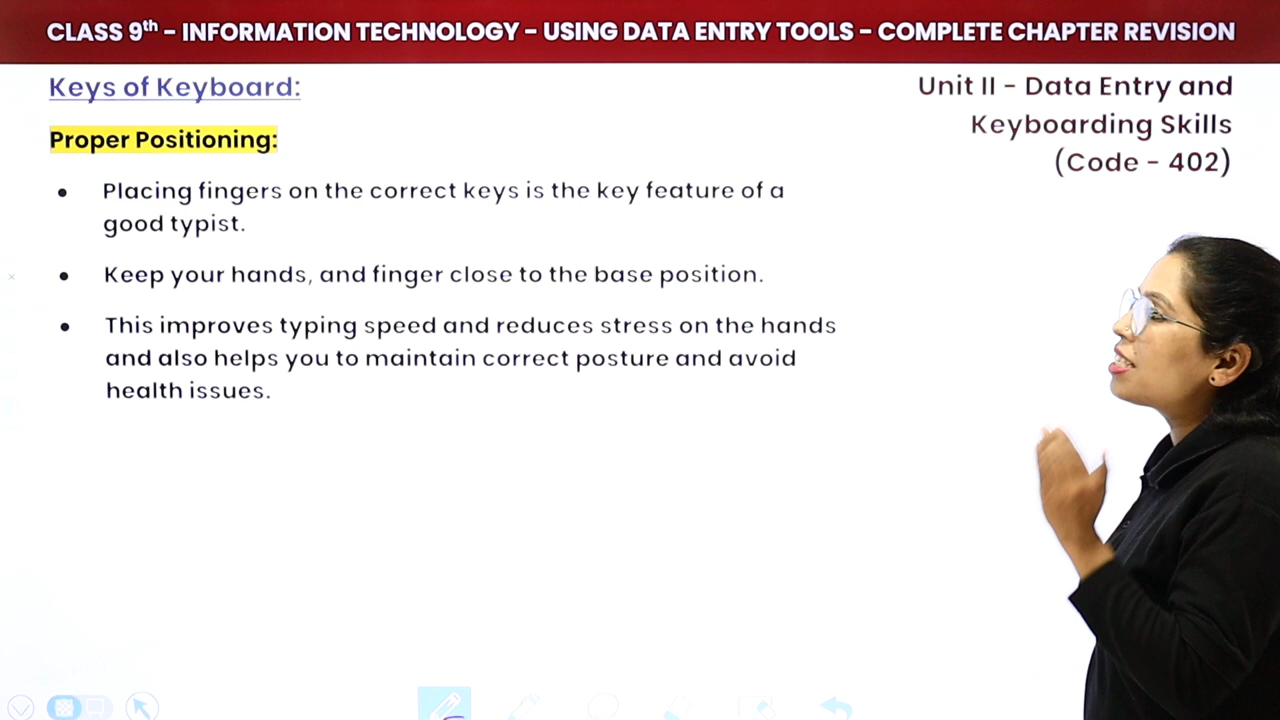 CLASS 9th - INFORMATION TECHNOLOGY - USING DATA ENTRY TOOLS - COMPLETE CHAPTER REVISION
Keys of Keyboard:
Unit II - Data Entry and
Keyboarding Skills
(Code - 402)
Proper Positioning:
• Placing fingers on the correct keys is the key feature of a
good typist.
• Keep your hands, and finger close to the base position.
• This improves typing speed and reduces stress on the hands
and also helps you to maintain correct posture and avoid
health issues.